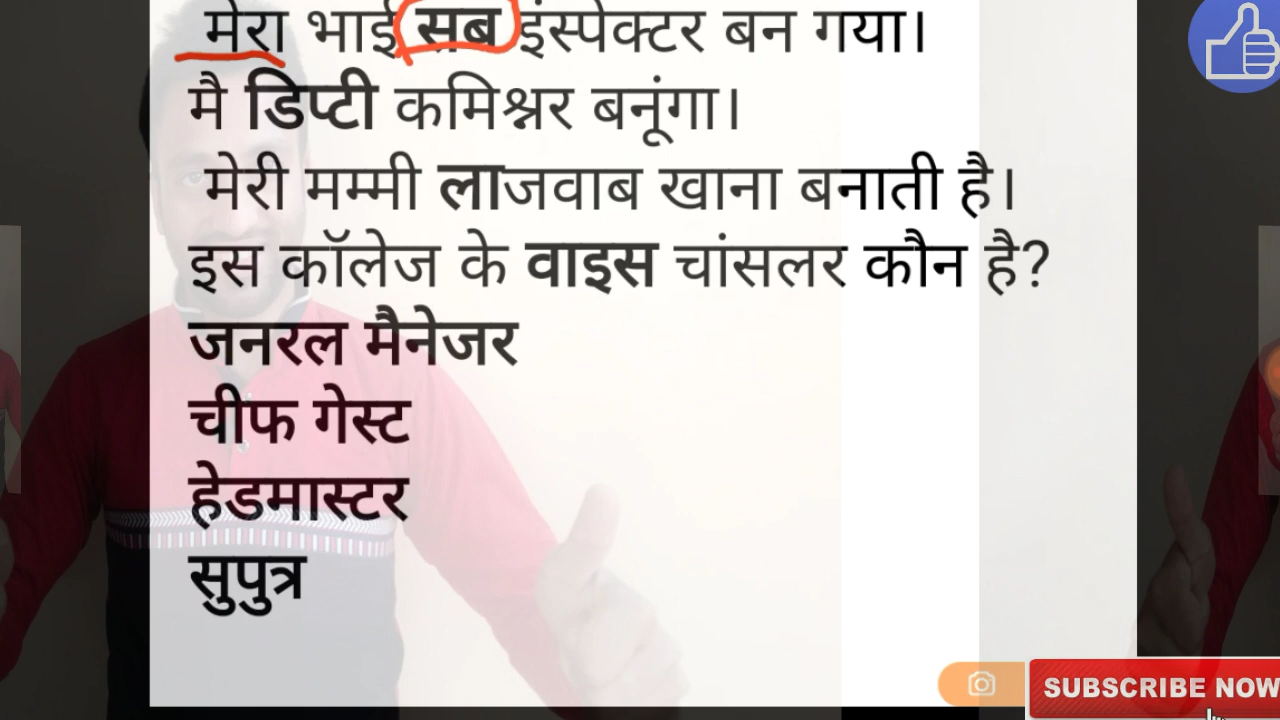 मेरा भाई सब इंस्पेक्टर बन गया।
मै डिप्टी कमिश्नर बनूंगा।
मेरी मम्मी लाजवाब खाना बनाती है।
इस कॉलेज के वाइस चांसलर कौन है?
जनरल मैनेजर
चीफ गेस्ट
हेडमास्टर
सुपुत्र
SUBSCRIBE NOW